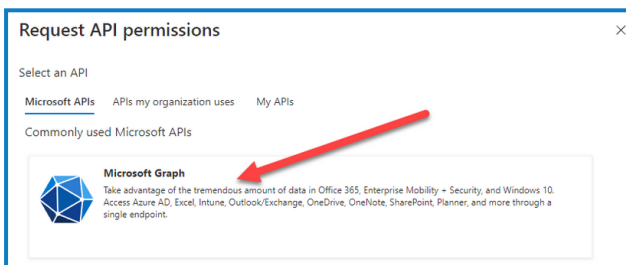 Request API permissions
Select an API
Microsoft APIs APIs my organization uses My APIs
Commonly used Microsoft APIs
Microsoft Graph
Take advantage of the tremendous amount of data in Office 365, Enterprise Mobility + Security, and Windows 10.
Access Azure AD, Excel, Intune, Outlook/Exchange, OneDrive, OneNote, SharePoint, Planner, and more through a
single endpoint.